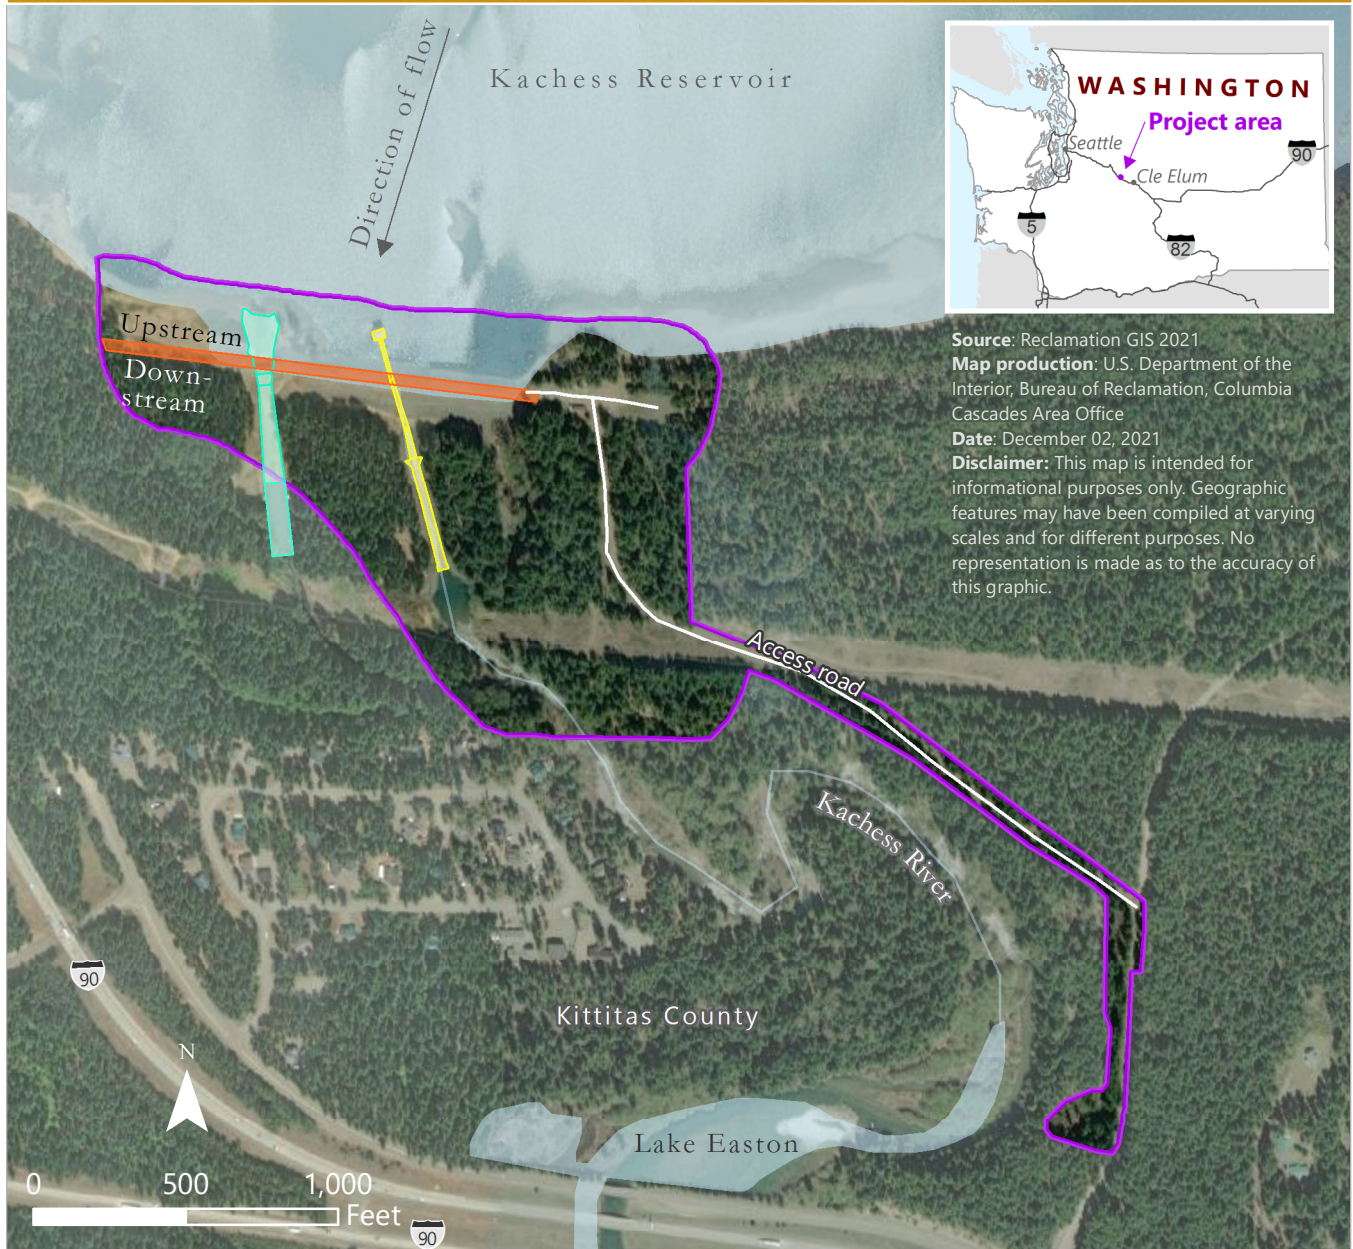 Kachess Reservoir
Direction of flow
WASHINGTON
Project area
Seattle
Cle Elum
90
5
82
Upstream
Down-
stream
Source: Reclamation GIS 2021
Map production: U.S. Department of the
Interior, Bureau of Reclamation, Columbia
Cascades Area Office
Date: December 02, 2021
Disclaimer: This map is intended for
informational purposes only. Geographic
features may have been compiled at varying
scales and for different purposes. No
representation is made as to the accuracy of
this graphic.
Access road
Kachess River
90
Kittitas County
N
Lake Easton
0 500 1,000
Feet
90